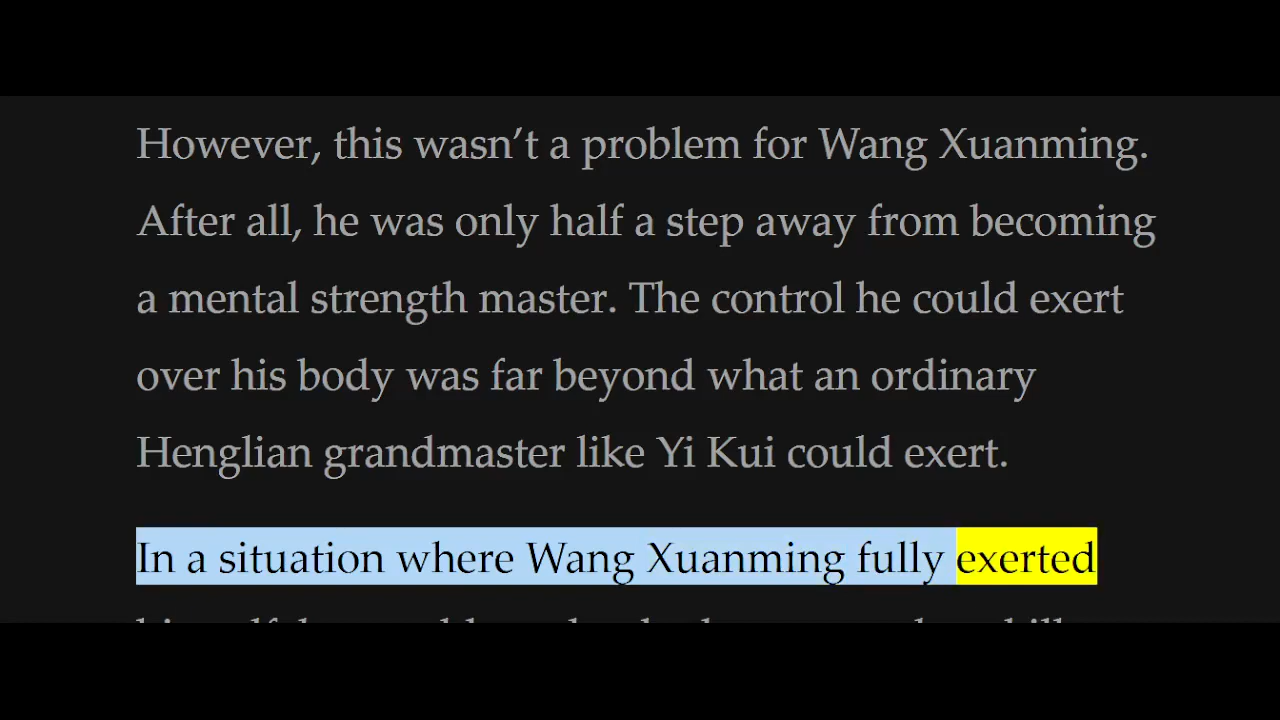 However, this wasn’t a problem for Wang Xuanming.
After all, he was only half a step away from becoming
a mental strength master. The control he could exert
over his body was far beyond what an ordinary
Henglian grandmaster like Yi Kui could exert.
In a situation where Wang Xuanming fully exerted